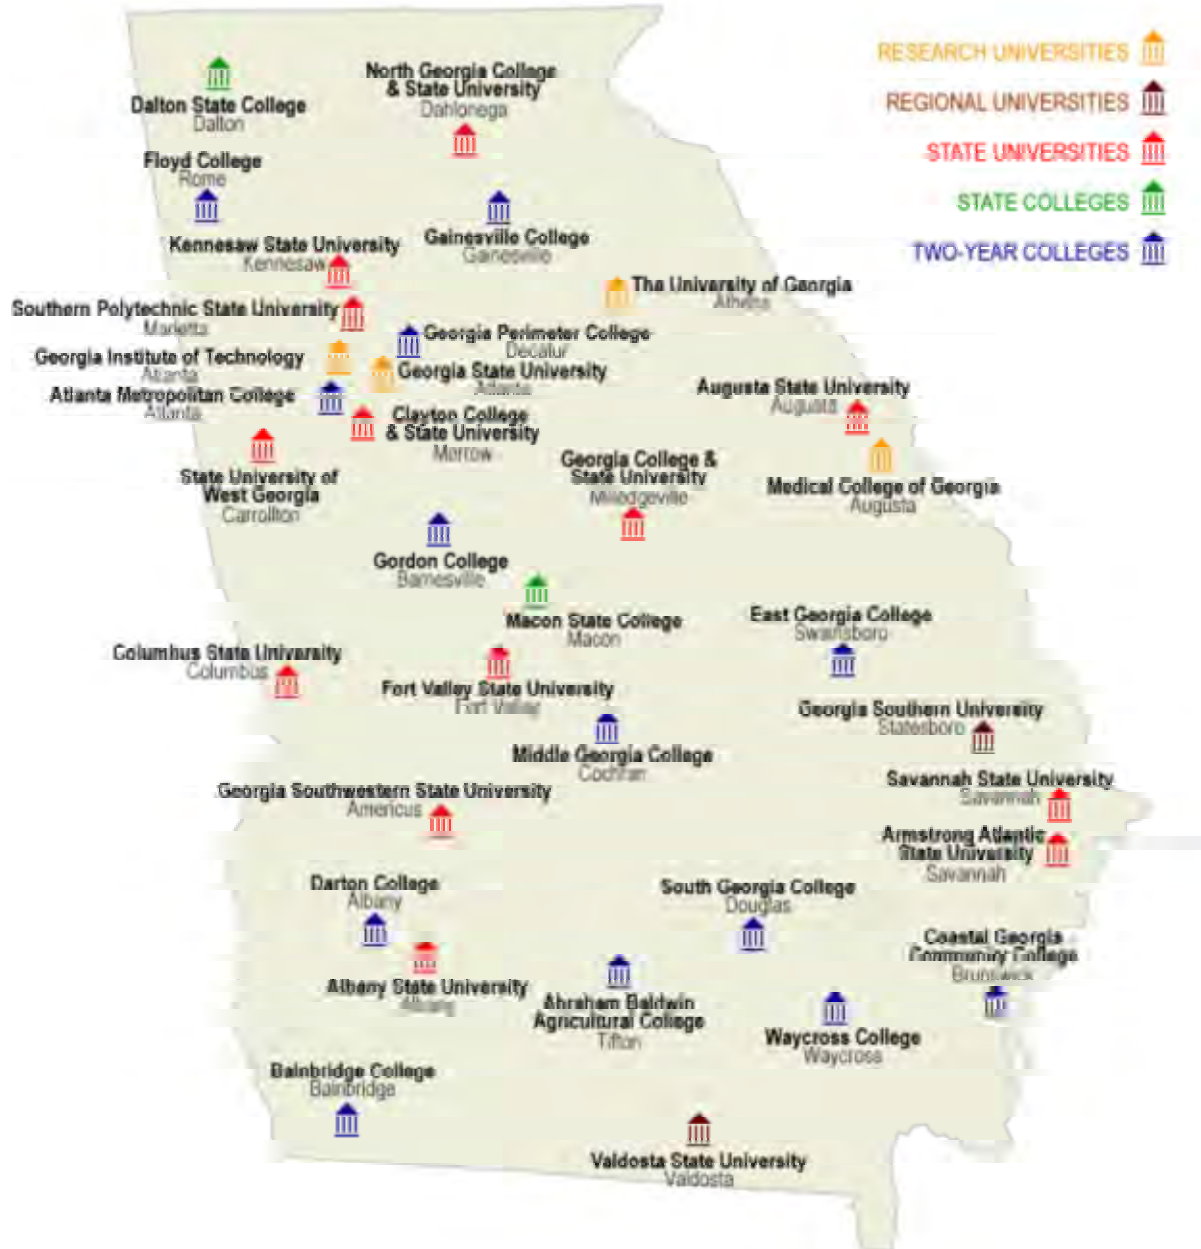 RESEARCH UNIVERSITIES
REGIONAL UNIVERSITIES
STATE UNIVERSITIES
STATE COLLEGES
TWO-YEAR COLLEGES
Dalton State College
Dalton
North Georgia College
& State University
Dahlonega
Floyd College
Rome
Gainesville College
Gainesville
Kennesaw State University
Kennesaw
The University of Georgia
Athens
Southern Polytechnic State University
Marietta
Georgia Perimeter College
Decatur
Georgia Institute of Technology
Atlanta
Georgia State University
Atlanta
Atlanta Metropolitan College
Atlanta
Clayton College
& State University
Morrow
Augusta State University
Augusta
State University of
West Georgia
Carrollton
Georgia College &
State University
Milledgeville
Medical College of Georgia
Augusta
Gordon College
Barnesville
Macon State College
Macon
East Georgia College
Swainsboro
Columbus State University
Columbus
Fort Valley State University
Fort Valley
Georgia Southern University
Statesboro
Middle Georgia College
Cochran
Savannah State University
Savannah
Georgia Southwestern State University
Americus
Armstrong Atlantic
State University
Savannah
Darton College
Albany
South Georgia College
Douglas
Coastal Georgia
Community College
Brunswick
Albany State University
Albany
Abraham Baldwin
Agricultural College
Tifton
Waycross College
Waycross
Bainbridge College
Bainbridge
Valdosta State University
Valdosta